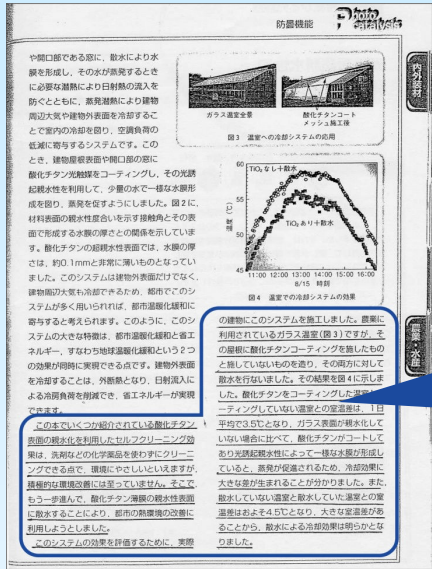 防曇機能
Photo Catalysis
内外装材
農業・水産
や開口部である窓に、散水により水
膜を形成し、その水が蒸発するとき
に必要な潜熱により日射熱の流入を
防ぐとともに、蒸発潜熱により建物
周辺大気や建物外表面を冷却するこ
とで室内の冷却を図り、空調負荷の
低減に寄与するシステムです。この
とき、建物屋根表面や開口部の窓に
酸化チタン光触媒をコーティングし、その光誘
起親水性を利用して、少量の水で一様な水膜形
成を図り、蒸発を促すようにしました。図2に、
材料表面の親水性度合いを示す接触角とその表
面で形成する水膜の厚さとの関係を示していま
す。酸化チタンの超親水性表面では、水膜の厚
さは、約0.1mmと非常に薄いものとなってい
ました。このシステムは建物外表面だけでなく、
建物周辺大気も冷却できるため、都市でこのシ
ステムが多く用いられれば、都市温暖化緩和に
寄与すると考えられます。このように、このシ
ステムの大きな特徴は、都市温暖化緩和と省エ
ネルギー、すなわち地球温暖化緩和という2つ
の効果が同時に実現できる点です。建物外表面
を冷却することは、外断熱となり、日射流入に
よる冷房負荷を削減でき、省エネルギーが実現
できます。
この本でいくつか紹介されている酸化チタン
表面の親水化を利用したセルフクリーニング効
果は、洗剤などの化学薬品を使わずにクリーニ
ングできる点で、環境にやさしいといえますが、
積極的な環境改善には至っていません。そこで、
もう一歩進んで、酸化チタン薄膜の親水性表面
に散水することにより、都市の熱環境の改善に
利用しようとしました。
このシステムの効果を評価するために、実際
ガラス温室全景
酸化チタンコート
メッシュ施工後
図3 温室への冷却システムの応用
TiO₂なし+散水
TiO₂あり+散水
温度(℃)
60
55
50
45
11:00 12:00 13:00 14:00 15:00 16:00
8/15 時刻
図4 温室での冷却システムの効果
の建物にこのシステムを施工しました。農業に
利用されているガラス温室(図3)ですが、そ
の屋根に酸化チタンコーティングを施したもの
と施していないものを造り、その両方に対して
散水を行ないました。その結果を図4に示しま
した。酸化チタンをコーティングした温室
ーティングしていない温室との室温差は、1日
平均で3.5℃となり、ガラス表面が親水化して
いない場合に比べて、酸化チタンがコートして
あり光誘起親水性によって一様な水膜が形成し
ていると、蒸発が促進されるため、冷却効果に
大きな差が生まれることが分かりました。また、
散水していない温室と散水していた温室との室
温差はおよそ4.5℃となり、大きな室温差があ
ることから、散水による冷却効果は明らかとな
りました。